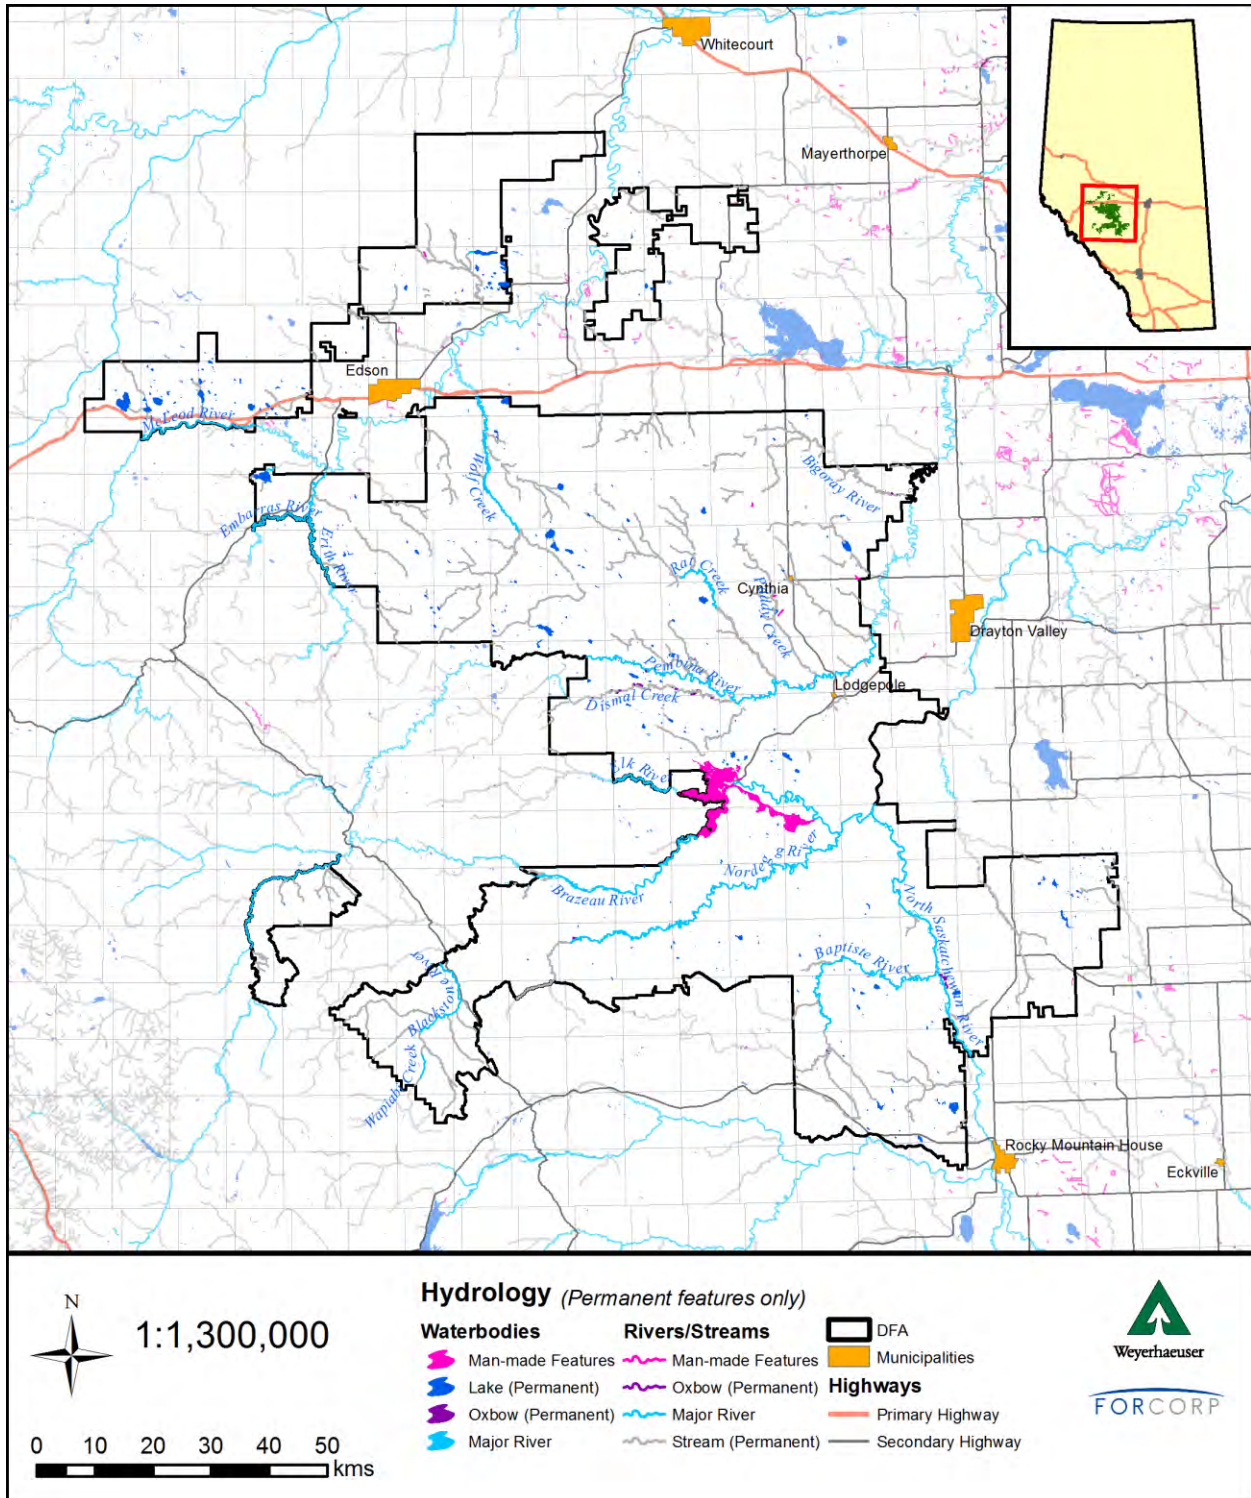 Whitecourt
Mayerthorpe
Edson
McLeod River
Wolf Creek
Bigoray River
Embarras River
Erith River
Rat Creek
Paddy Creek
Cynthia
Drayton Valley
Pembina River
Lodgepole
Dismal Creek
Elk River
Nordegg River
Brazeau River
North Saskatchewan River
Baptiste River
Blackstone River
Wapiabi Creek
Rocky Mountain House
Eckville
N
1:1,300,000
0 10 20 30 40 50
kms
Hydrology (Permanent features only)
Waterbodies
Man-made Features
Lake (Permanent)
Oxbow (Permanent)
Major River
Rivers/Streams
Man-made Features
Oxbow (Permanent)
Major River
Stream (Permanent)
DFA
Municipalities
Highways
Primary Highway
Secondary Highway
Weyerhaeuser
FORCORP